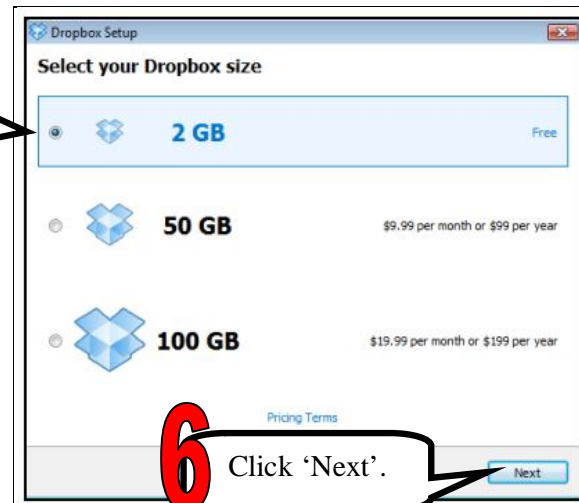 Dropbox Setup
Select your Dropbox size
2 GB Free
50 GB $9.99 per month or $99 per year
100 GB $19.99 per month or $199 per year
Pricing Terms
6 Click ‘Next’.
Next